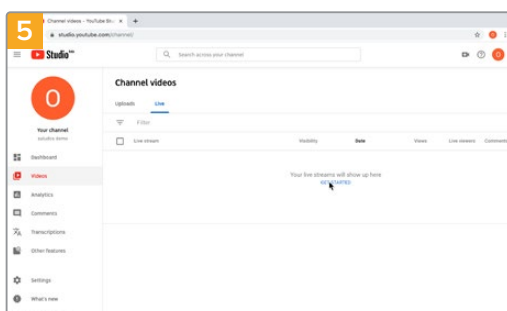 5
Channel videos - YouTube St
studio.youtube.com/channel/
Studio
Search across your channel
O
O
O
Your channel
Channel videos
Uploads
Live
Filter
Live stream
Visibility
Date
Views
Live viewers
Comments
Your live streams will show up here
GET STARTED
Dashboard
Videos
Analytics
Comments
Transcriptions
Other features
Settings
What's new